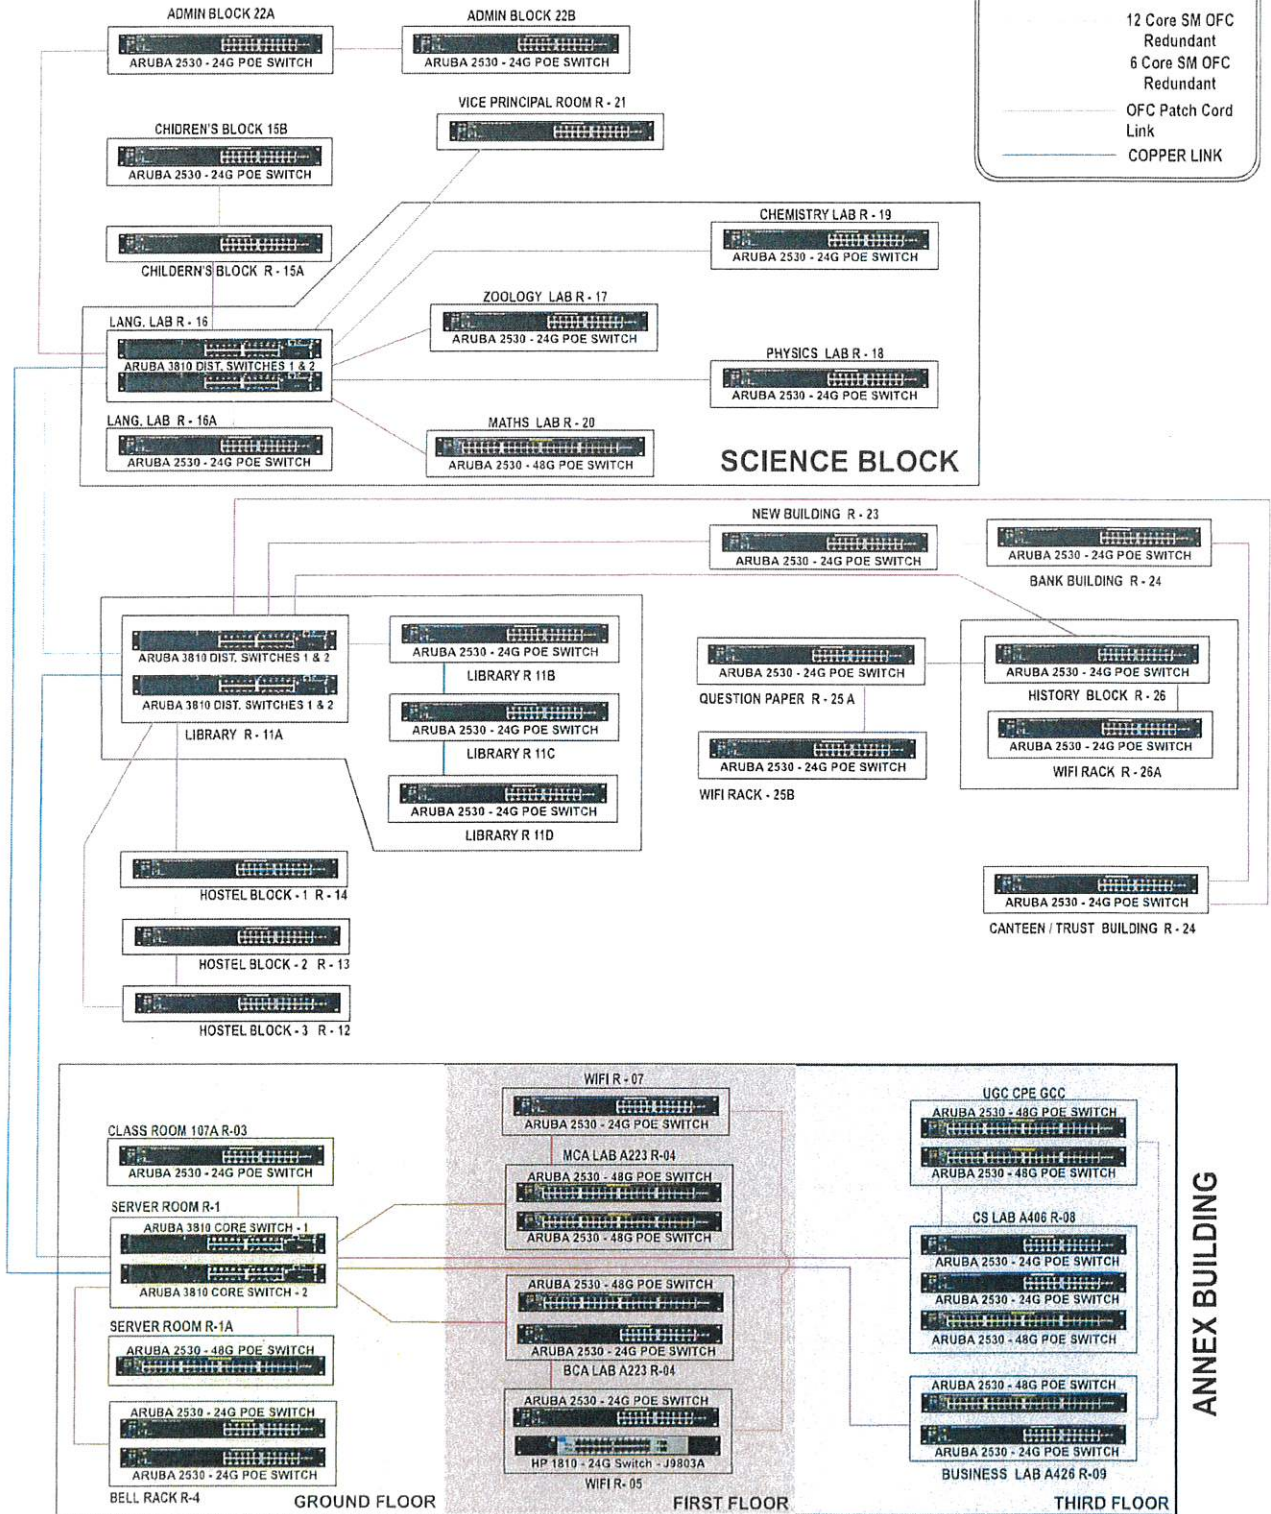 ADMIN BLOCK 22A
ARUBA 2530 - 24G POE SWITCH
ADMIN BLOCK 22B
ARUBA 2530 - 24G POE SWITCH
12 Core SM OFC
Redundant
6 Core SM OFC
Redundant
OFC Patch Cord
Link
COPPER LINK
VICE PRINCIPAL ROOM R - 21
CHIDREN'S BLOCK 15B
ARUBA 2530 - 24G POE SWITCH
CHILDERN'S BLOCK R - 15A
CHEMISTRY LAB R - 19
ARUBA 2530 - 24G POE SWITCH
ZOOLOGY LAB R - 17
ARUBA 2530 - 24G POE SWITCH
LANG. LAB R - 16
ARUBA 3810 DIST. SWITCHES 1 & 2
PHYSICS LAB R - 18
ARUBA 2530 - 24G POE SWITCH
LANG. LAB R - 16A
ARUBA 2530 - 24G POE SWITCH
MATHS LAB R - 20
ARUBA 2530 - 48G POE SWITCH
SCIENCE BLOCK
NEW BUILDING R - 23
ARUBA 2530 - 24G POE SWITCH
ARUBA 2530 - 24G POE SWITCH
BANK BUILDING R - 24
ARUBA 3810 DIST. SWITCHES 1 & 2
ARUBA 3810 DIST. SWITCHES 1 & 2
LIBRARY R - 11A
ARUBA 2530 - 24G POE SWITCH
LIBRARY R 11B
ARUBA 2530 - 24G POE SWITCH
LIBRARY R 11C
ARUBA 2530 - 24G POE SWITCH
LIBRARY R 11D
ARUBA 2530 - 24G POE SWITCH
QUESTION PAPER R - 25 A
ARUBA 2530 - 24G POE SWITCH
WIFI RACK - 25B
ARUBA 2530 - 24G POE SWITCH
HISTORY BLOCK R - 26
ARUBA 2530 - 24G POE SWITCH
WIFI RACK R - 26A
HOSTEL BLOCK - 1 R - 14
HOSTEL BLOCK - 2 R - 13
HOSTEL BLOCK - 3 R - 12
ARUBA 2530 - 24G POE SWITCH
CANTEEN / TRUST BUILDING R - 24
CLASS ROOM 107A R-03
ARUBA 2530 - 24G POE SWITCH
SERVER ROOM R-1
ARUBA 3810 CORE SWITCH - 1
ARUBA 3810 CORE SWITCH - 2
SERVER ROOM R-1A
ARUBA 2530 - 48G POE SWITCH
ARUBA 2530 - 24G POE SWITCH
ARUBA 2530 - 24G POE SWITCH
BELL RACK R-4
GROUND FLOOR
WIFI R - 07
ARUBA 2530 - 24G POE SWITCH
MCA LAB A223 R-04
ARUBA 2530 - 48G POE SWITCH
ARUBA 2530 - 48G POE SWITCH
ARUBA 2530 - 48G POE SWITCH
ARUBA 2530 - 24G POE SWITCH
BCA LAB A223 R-04
ARUBA 2530 - 24G POE SWITCH
HP 1810 - 24G Switch - J9803A
WIFI R- 05
FIRST FLOOR
UGC CPE GCC
ARUBA 2530 - 48G POE SWITCH
ARUBA 2530 - 48G POE SWITCH
CS LAB A406 R-08
ARUBA 2530 - 24G POE SWITCH
ARUBA 2530 - 24G POE SWITCH
ARUBA 2530 - 48G POE SWITCH
ARUBA 2530 - 48G POE SWITCH
ARUBA 2530 - 24G POE SWITCH
BUSINESS LAB A426 R-09
THIRD FLOOR
ANNEX BUILDING